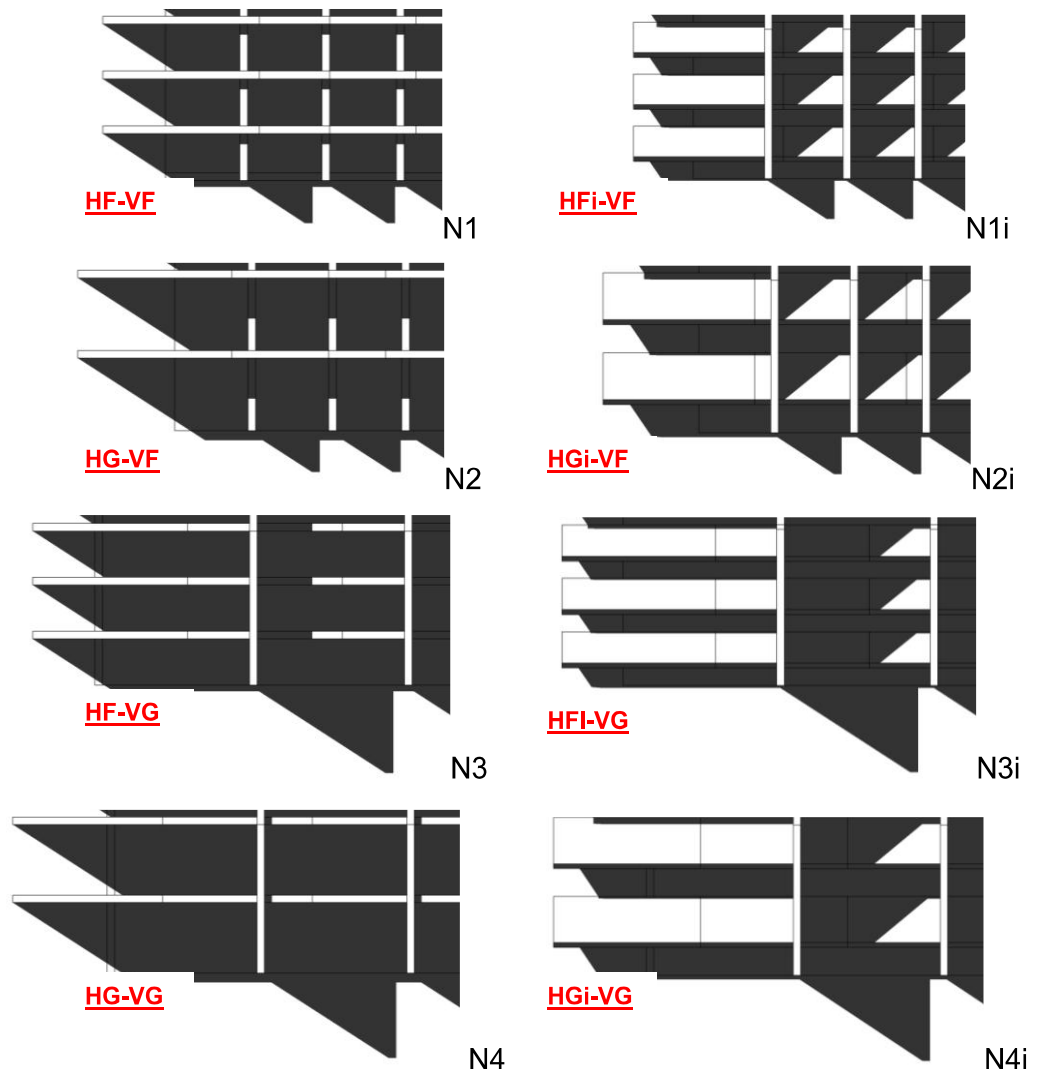 HF-VF
N1
HFi-VF
N1i
HG-VF
N2
HGi-VF
N2i
HF-VG
N3
HFI-VG
N3i
HG-VG
N4
HGi-VG
N4i